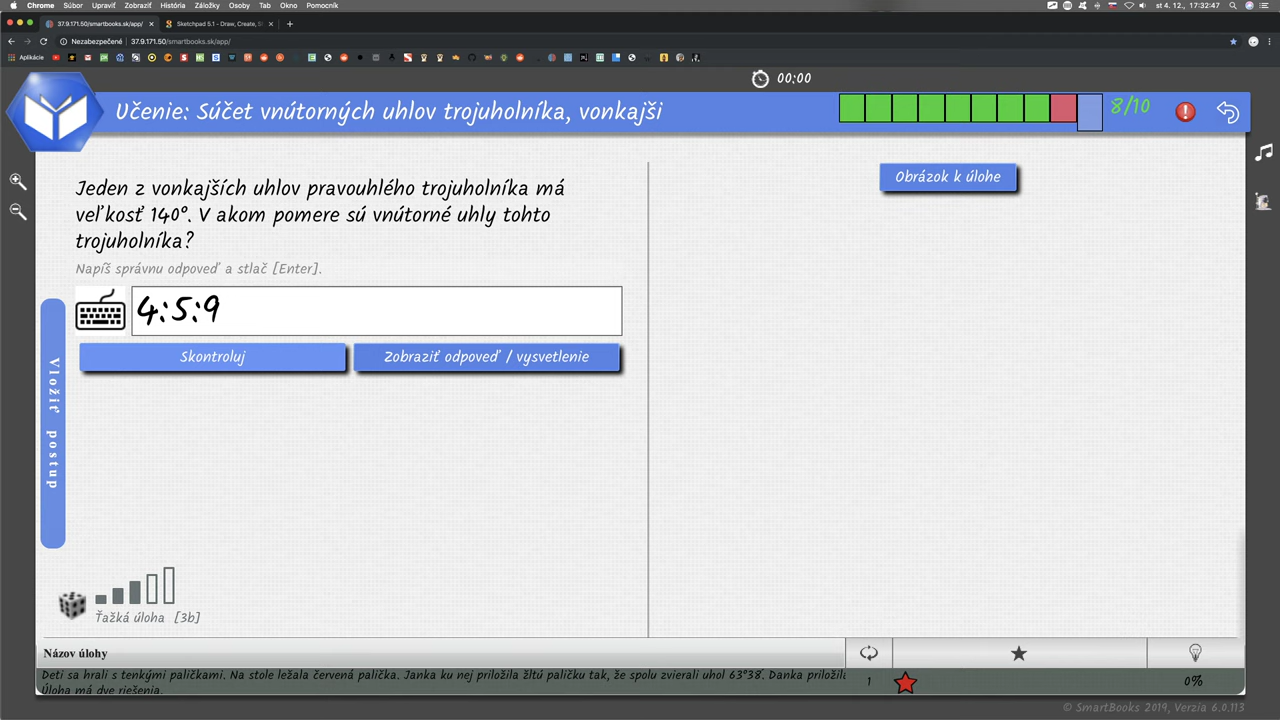 Chrome Súbor Upraviť Zobraziť História Záložky Osoby Tab Okno Pomocník
st 4. 12., 17:32:47
37.9.171.50/smartbooks.sk/app/
Sketchpad 5.1 - Draw, Create, S
Nezabezpečené 37.9.171.50/smartbooks.sk/app/
Aplikácie
00:00
Učenie: Súčet vnútorných uhlov trojuholníka, vonkajši
8/10
Obrázok k úlohe
Jeden z vonkajších uhlov pravouhlého trojuholníka má
veľkosť 140°. V akom pomere sú vnútorné uhly tohto
trojuholníka?
Napíš správnu odpoveď a stlač [Enter].
4:5:9
Skontroluj
Zobraziť odpoveď / vysvetlenie
Vložiť postup
Ťažká úloha [3b]
Názov úlohy
Deti sa hrali s tenkými paličkami. Na stole ležala červená palička. Janka ku nej priložila žltú paličku tak, že spolu zvierali uhol 63°38'. Danka priložila
Úloha má dve riešenia.
1
0%
© SmartBooks 2019, Verzia 6.0.113